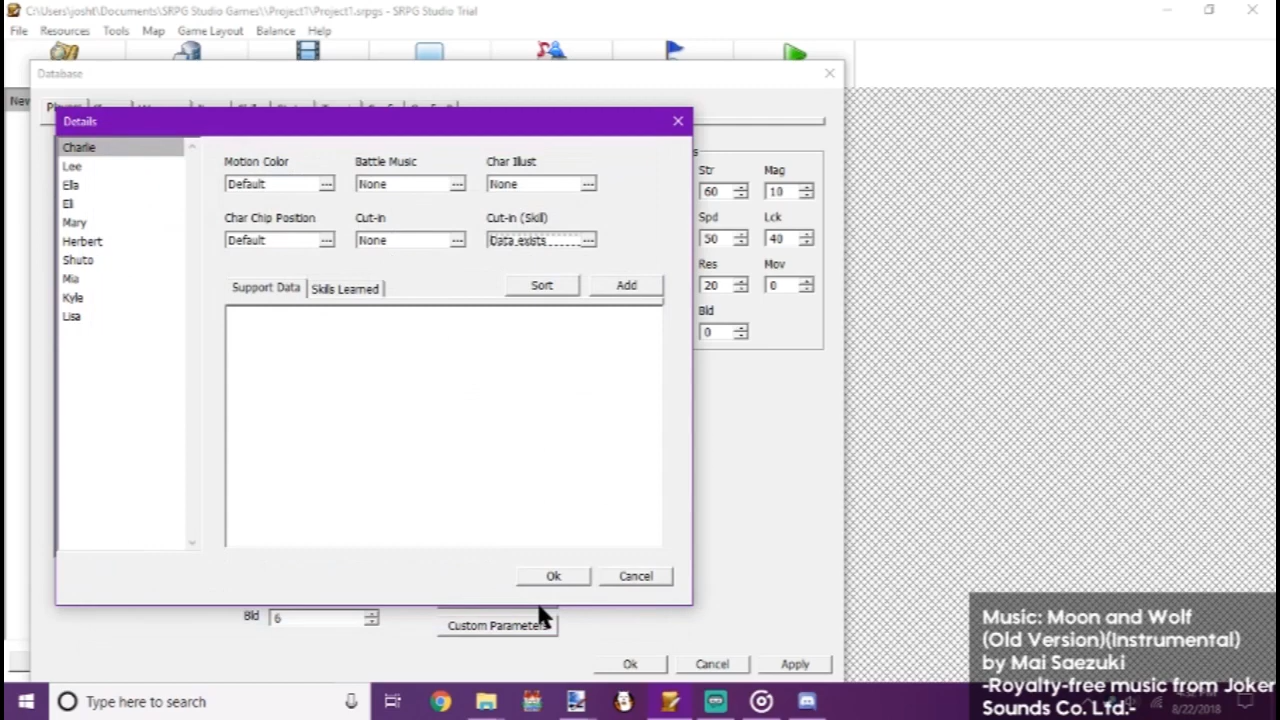 C:\Users\josht\Documents\SRPG Studio Games\\Project1\Project1.srpgs - SRPG Studio Trial
File Resources Tools Map Game Layout Balance Help
Database
New
Details
Charlie
Lee
Ella
Eli
Mary
Herbert
Shuto
Mia
Kyle
Lisa
Motion Color Battle Music Char Illust
Default ... None ... None ...
Char Chip Position Cut-in Cut-in (Skill)
Default ... None ... Data exists ...
Support Data Skills Learned Sort Add
Ok Cancel
Str Mag
60 10
Spd Lck
50 40
Res Mov
20 0
Bld
0
Bld 6
Custom Parameters
Ok Cancel Apply
Music: Moon and Wolf
(Old Version)(Instrumental)
by Mai Saezuki
-Royalty-free music from Joker
Sounds Co. Ltd.-
Type here to search
8/22/2018